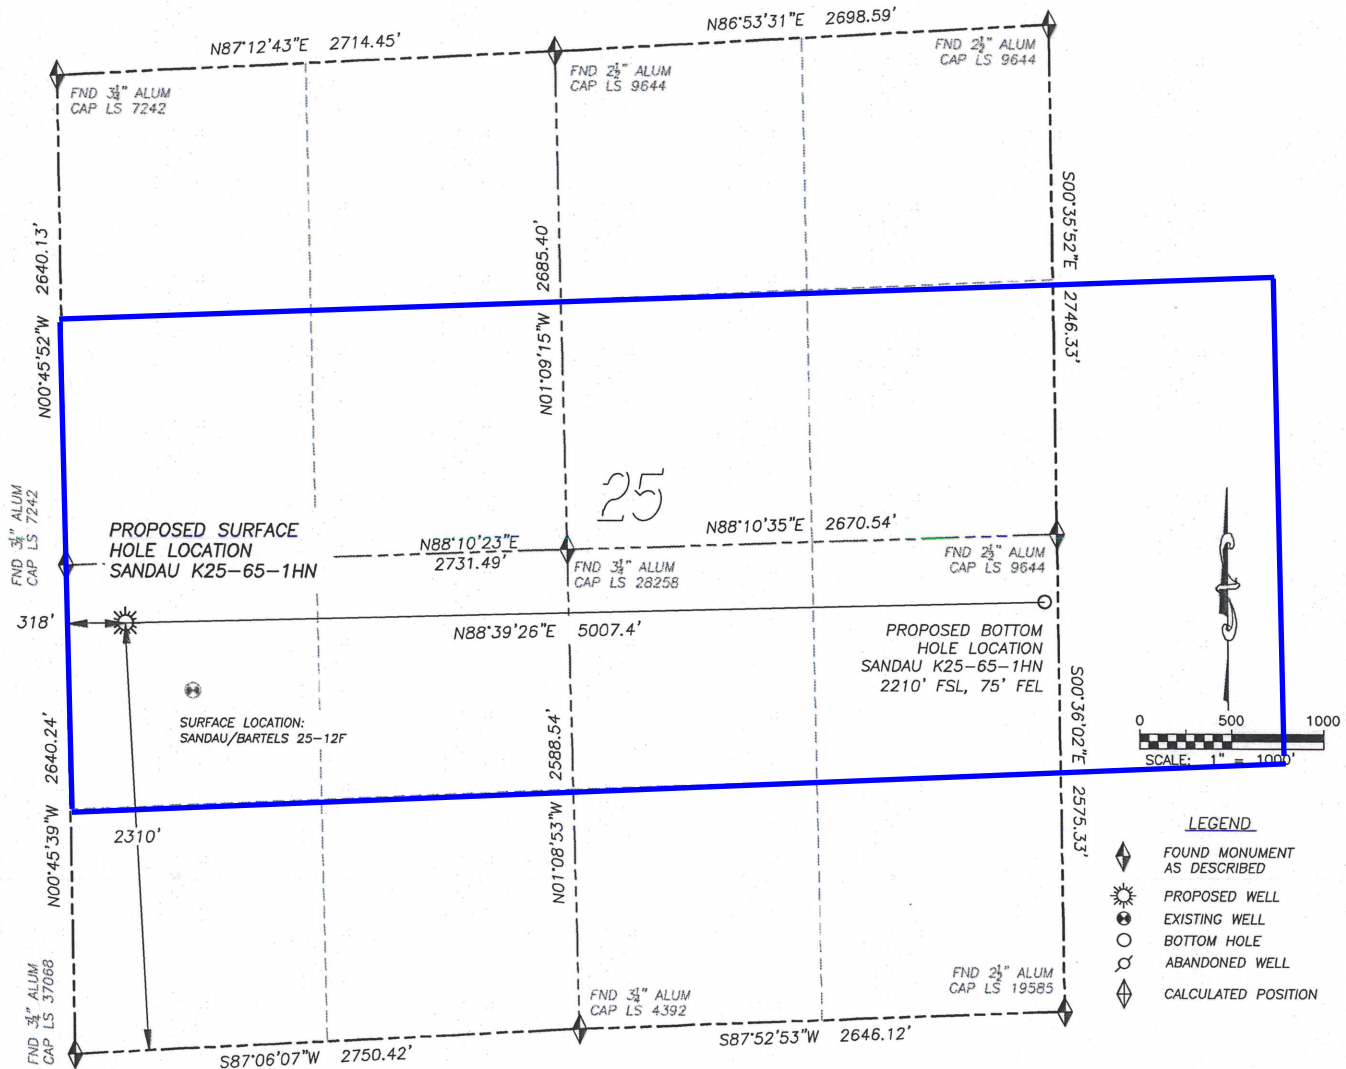 N87°12'43"E 2714.45'
N86°53'31"E 2698.59'
FND 3¼" ALUM
CAP LS 7242
FND 2½" ALUM
CAP LS 9644
FND 2½" ALUM
CAP LS 9644
N00°45'52"W 2640.13'
N01°09'15"W 2685.40'
S00°35'52"E 2746.33'
25
FND 3¼" ALUM
CAP LS 7242
PROPOSED SURFACE
HOLE LOCATION
SANDAU K25-65-1HN
N88°10'23"E
2731.49'
N88°10'35"E 2670.54'
FND 3¼" ALUM
CAP LS 28258
FND 2½" ALUM
CAP LS 9644
318'
N88°39'26"E 5007.4'
PROPOSED BOTTOM
HOLE LOCATION
SANDAU K25-65-1HN
2210' FSL, 75' FEL
SURFACE LOCATION:
SANDAU/BARTELS 25-12F
N00°45'39"W 2640.24'
N01°08'53"W 2588.54'
S00°36'02"E 2575.33'
2310'
0 500 1000
SCALE: 1" = 1000'
LEGEND
FOUND MONUMENT
AS DESCRIBED
PROPOSED WELL
EXISTING WELL
BOTTOM HOLE
ABANDONED WELL
CALCULATED POSITION
FND 3¼" ALUM
CAP LS 37068
FND 3¼" ALUM
CAP LS 4392
FND 2½" ALUM
CAP LS 19585
S87°06'07"W 2750.42'
S87°52'53"W 2646.12'